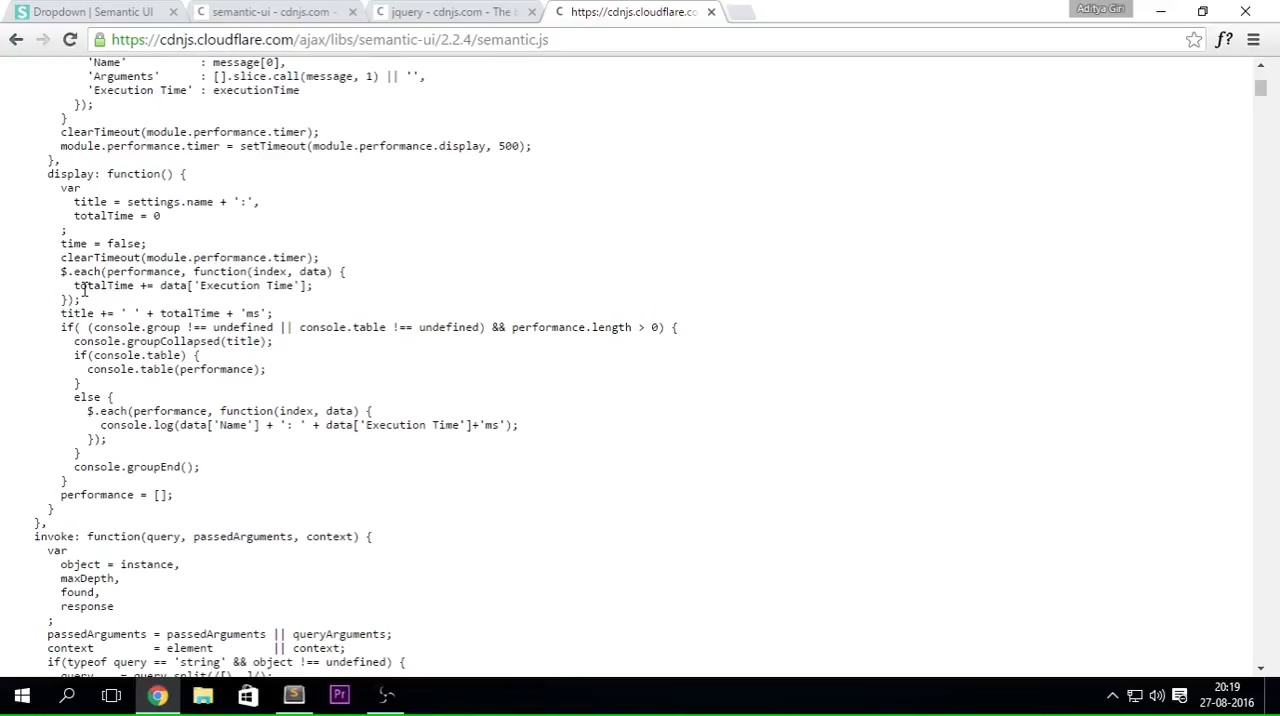 Dropdown | Semantic UI
semantic-ui - cdnjs.com -
jquery - cdnjs.com - The b
https://cdnjs.cloudflare.co
Aditya Giri
https://cdnjs.cloudflare.com/ajax/libs/semantic-ui/2.2.4/semantic.js
f?
'Name' : message[0],
'Arguments' : [].slice.call(message, 1) || '',
'Execution Time' : executionTime
});
}
clearTimeout(module.performance.timer);
module.performance.timer = setTimeout(module.performance.display, 500);
},
display: function() {
var
title = settings.name + ':',
totalTime = 0
;
time = false;
clearTimeout(module.performance.timer);
$.each(performance, function(index, data) {
totalTime += data['Execution Time'];
});
title += ' ' + totalTime + 'ms';
if( (console.group !== undefined || console.table !== undefined) && performance.length > 0) {
console.groupCollapsed(title);
if(console.table) {
console.table(performance);
}
else {
$.each(performance, function(index, data) {
console.log(data['Name'] + ': ' + data['Execution Time']+'ms');
});
}
console.groupEnd();
}
performance = [];
}
},
invoke: function(query, passedArguments, context) {
var
object = instance,
maxDepth,
found,
response
;
passedArguments = passedArguments || queryArguments;
context = element || context;
if(typeof query == 'string' && object !== undefined) {
query = query.split(/[\. ]/);
Pr
20:19
27-08-2016